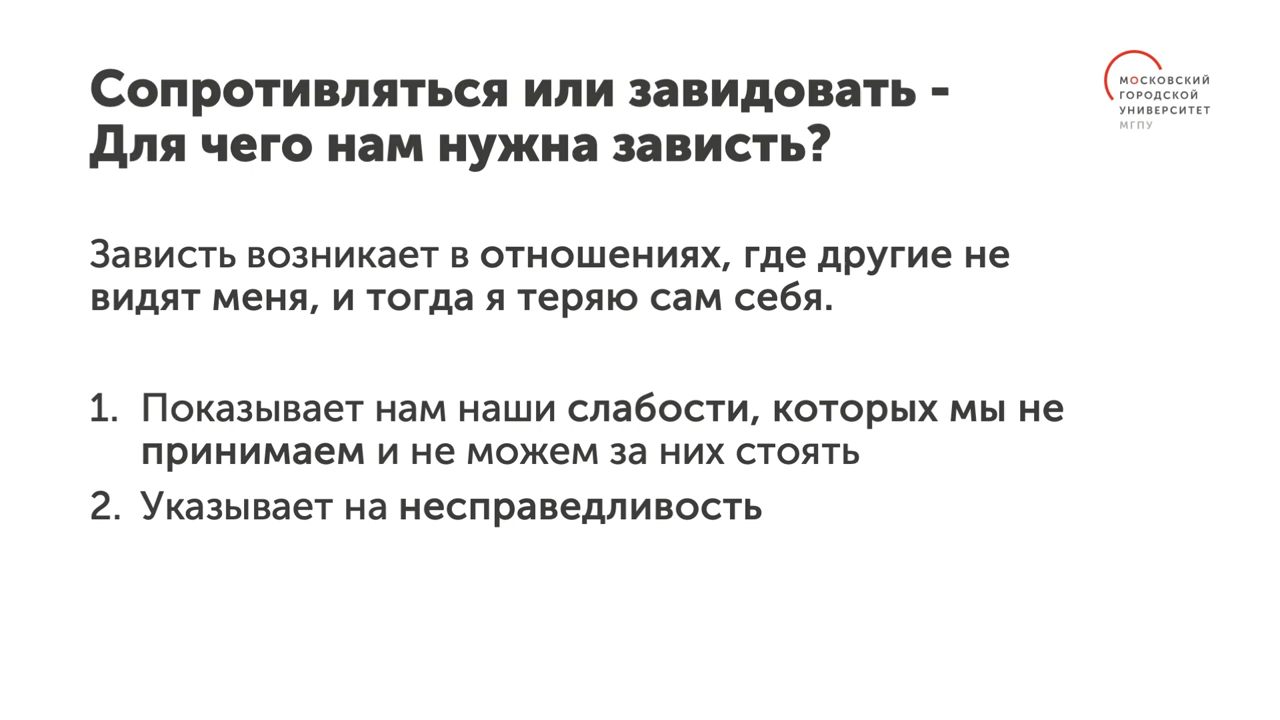 Сопротивляться или завидовать -
Для чего нам нужна зависть?
МОСКОВСКИЙ
ГОРОДСКОЙ
УНИВЕРСИТЕТ
МГПУ
Зависть возникает в отношениях, где другие не
видят меня, и тогда я теряю сам себя.
1. Показывает нам наши слабости, которых мы не
принимаем и не можем за них стоять
2. Указывает на несправедливость